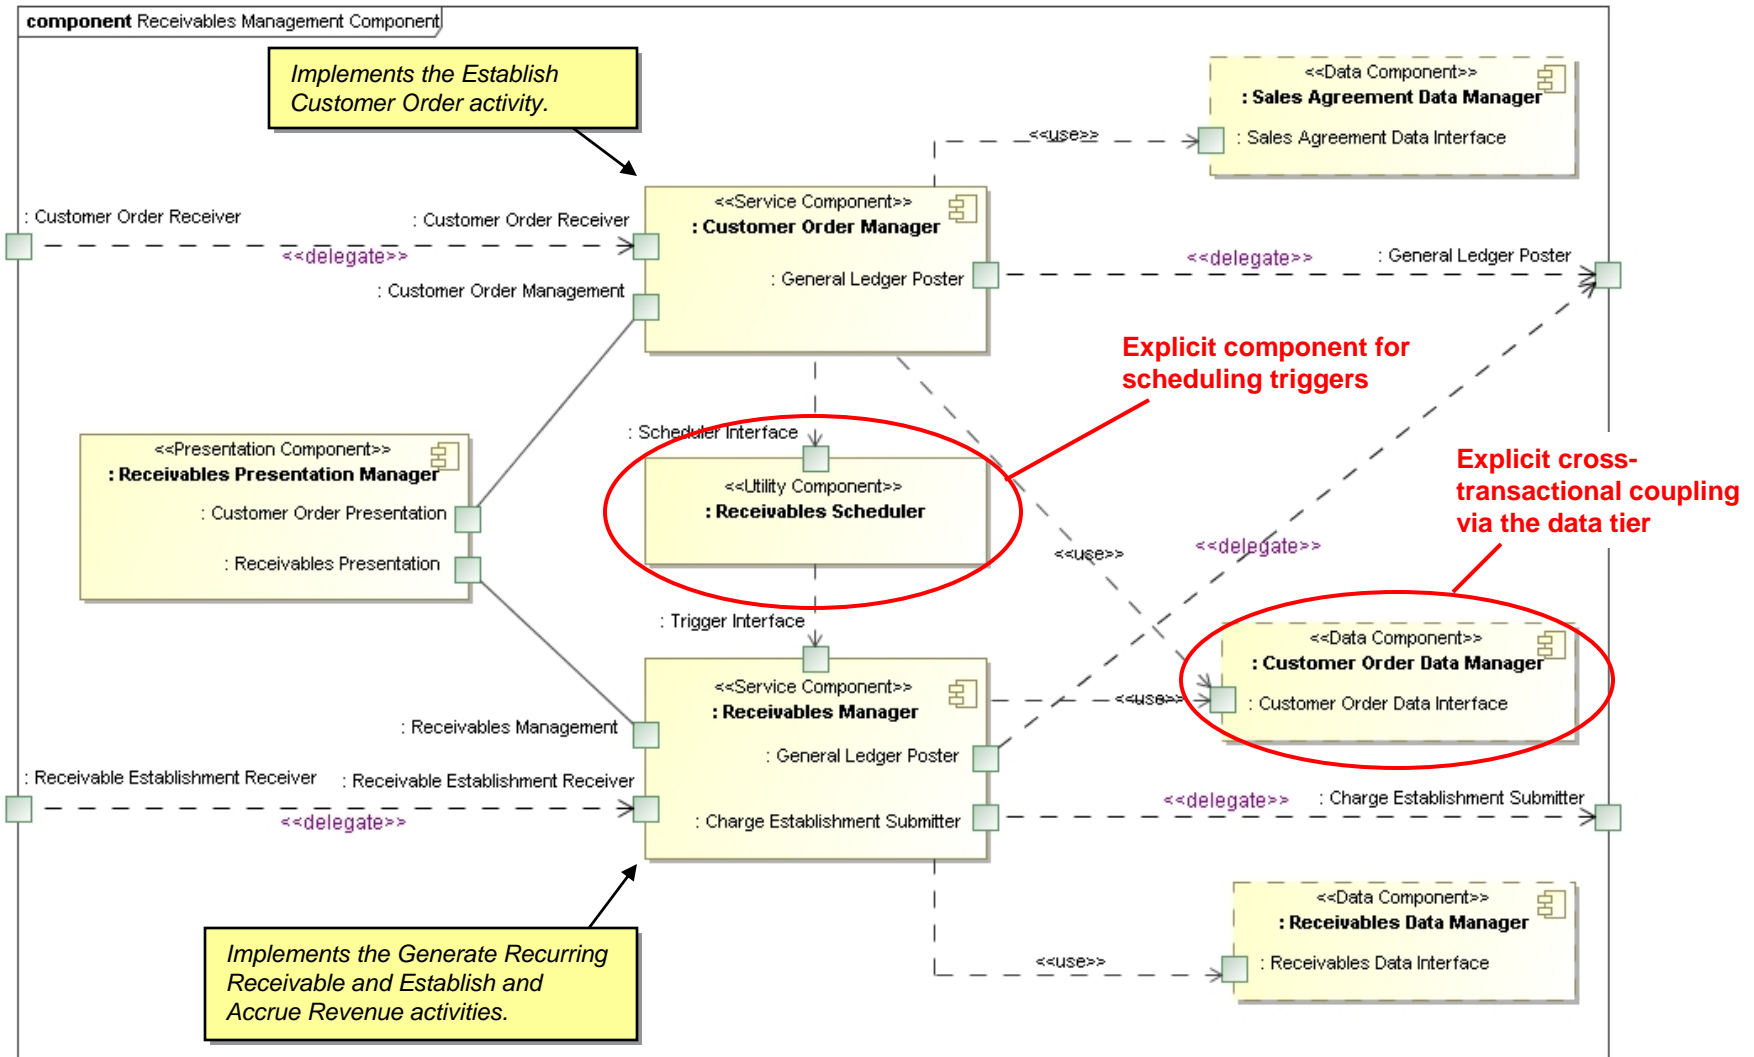 component Receivables Management Component
Implements the Establish
Customer Order activity.
<<Data Component>>
: Sales Agreement Data Manager
: Sales Agreement Data Interface
<<use>>
<<Service Component>>
: Customer Order Manager
: Customer Order Receiver
: Customer Order Receiver
<<delegate>>
: General Ledger Poster
<<delegate>>
: General Ledger Poster
: Customer Order Management
Explicit component for
scheduling triggers
: Scheduler Interface
<<Presentation Component>>
: Receivables Presentation Manager
: Customer Order Presentation
: Receivables Presentation
<<Utility Component>>
: Receivables Scheduler
Explicit cross-
transactional coupling
via the data tier
<<use>>
<<delegate>>
: Trigger Interface
<<Data Component>>
: Customer Order Data Manager
: Customer Order Data Interface
<<use>>
<<Service Component>>
: Receivables Manager
: Receivables Management
: General Ledger Poster
: Receivable Establishment Receiver
: Receivable Establishment Receiver
<<delegate>>
: Charge Establishment Submitter
<<delegate>>
: Charge Establishment Submitter
<<Data Component>>
: Receivables Data Manager
: Receivables Data Interface
<<use>>
Implements the Generate Recurring
Receivable and Establish and
Accrue Revenue activities.